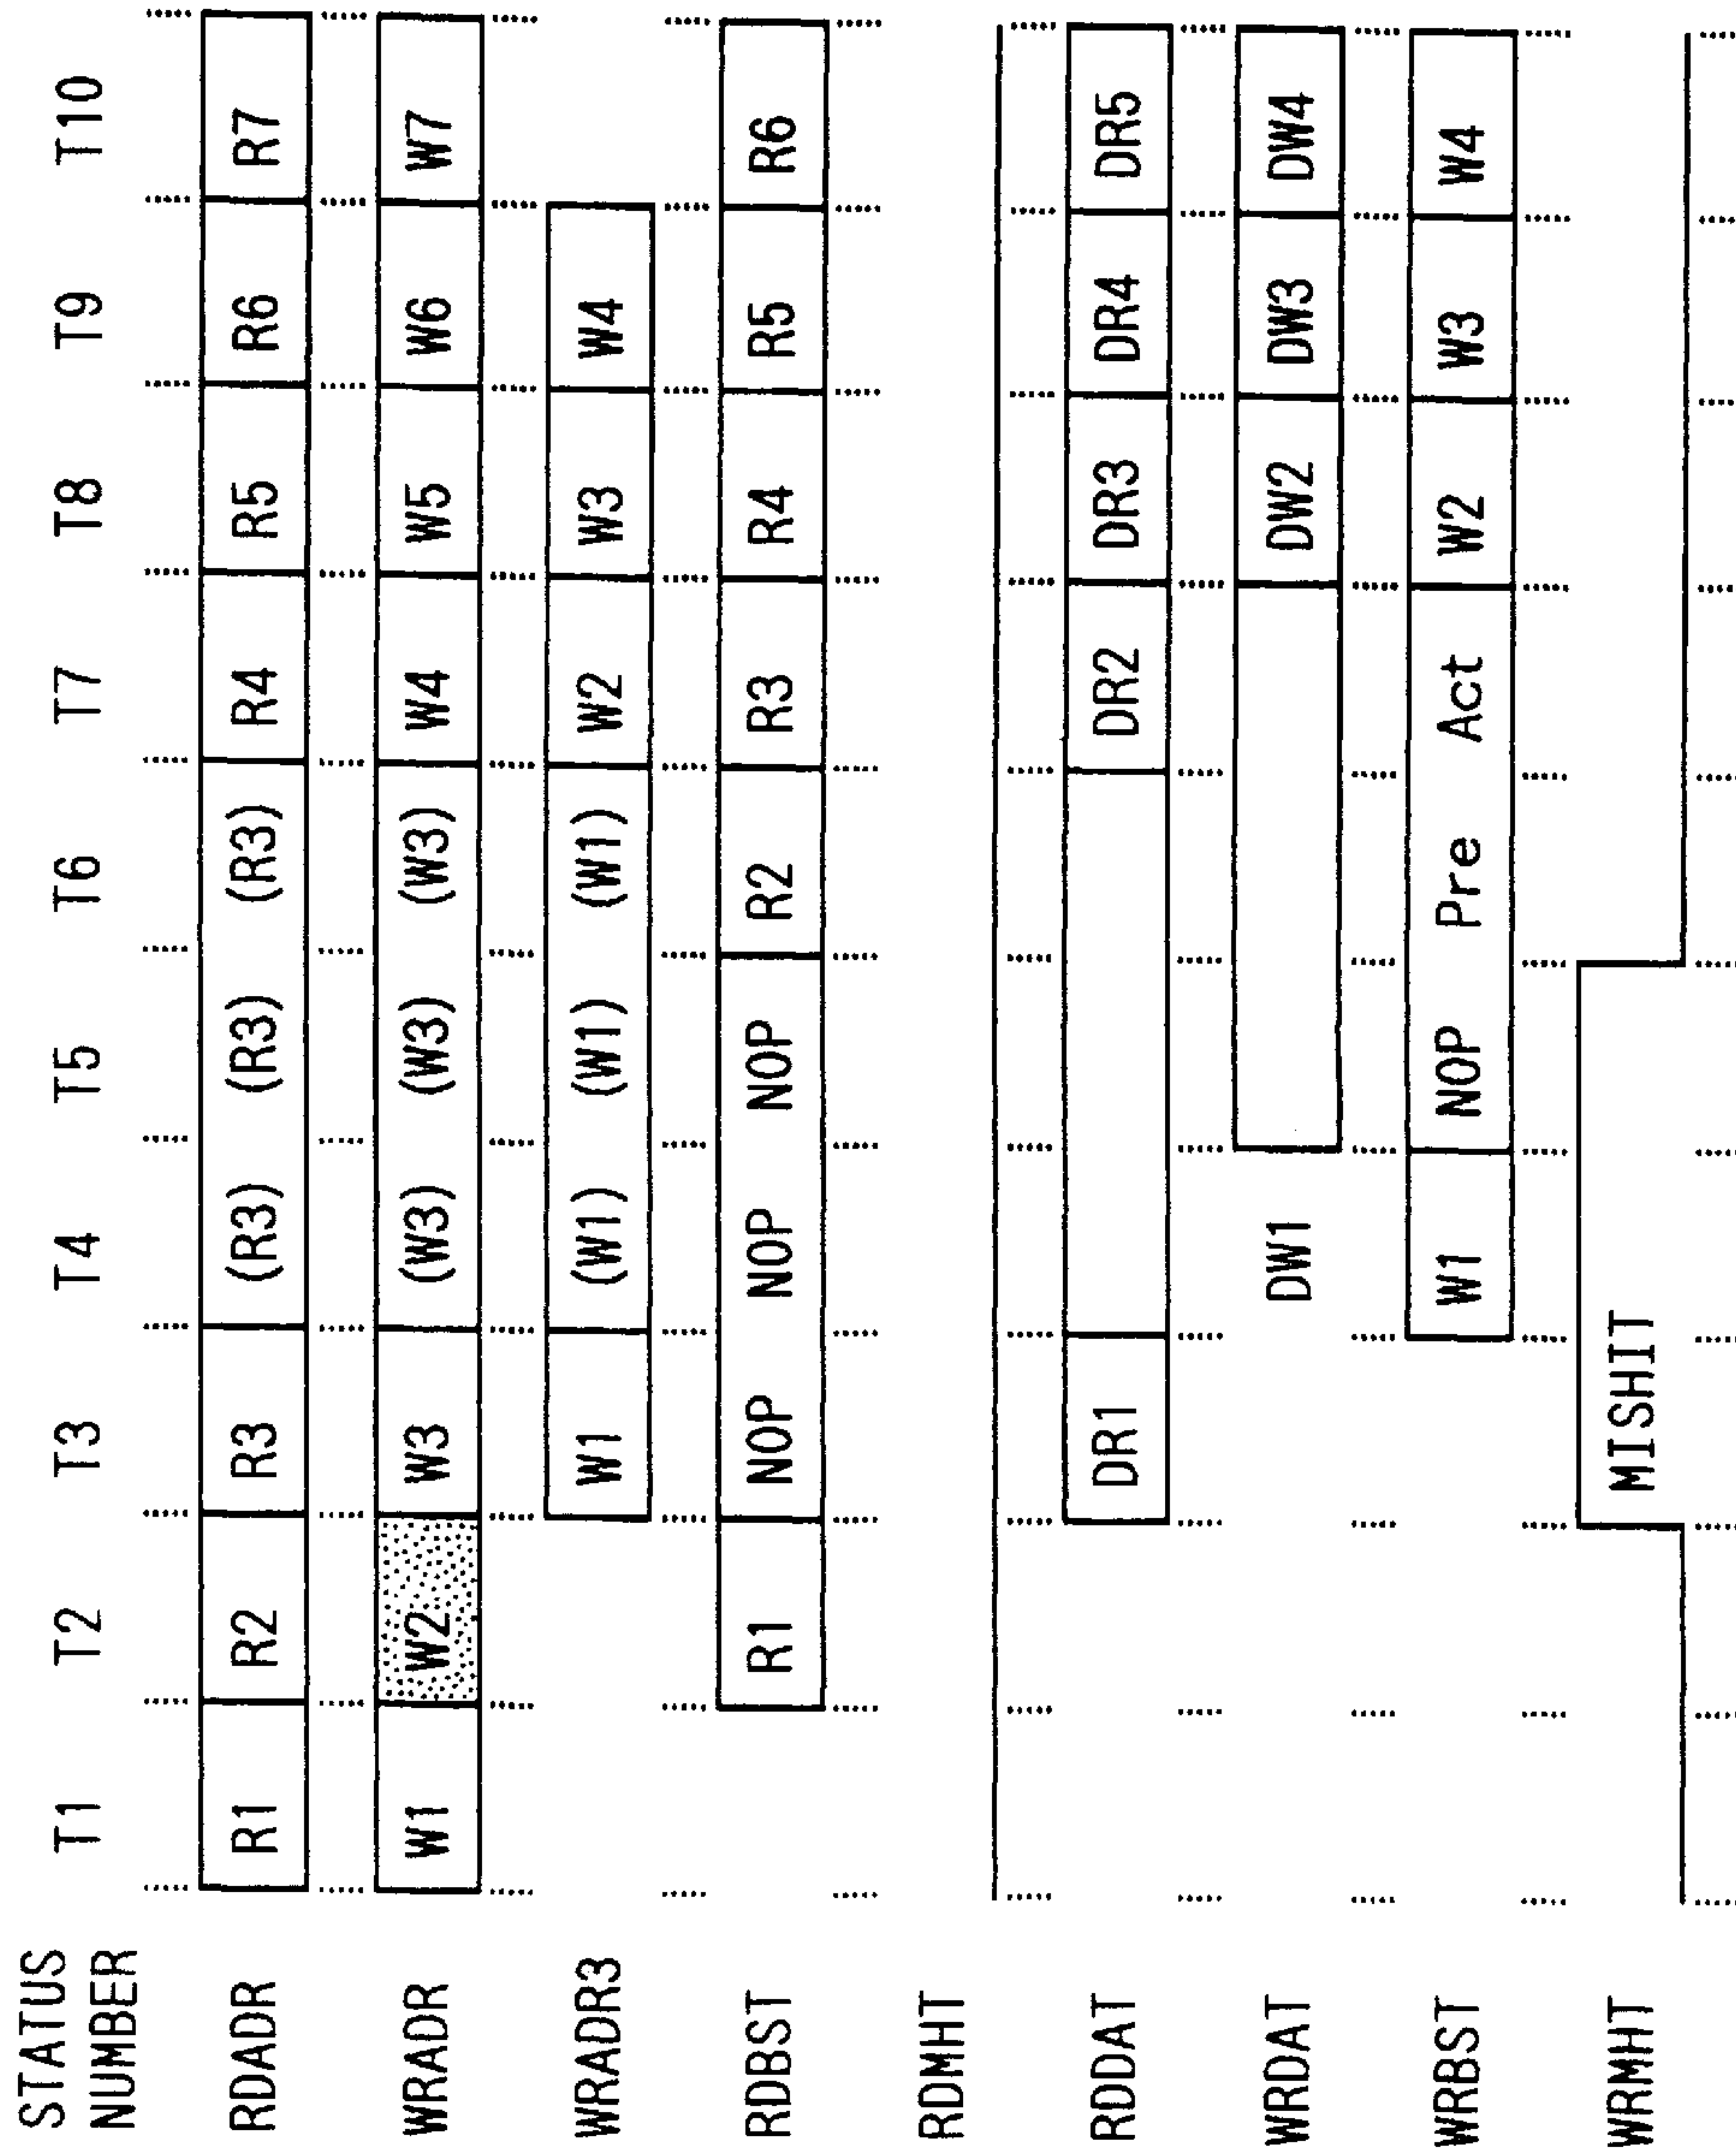 STATUS NUMBER T1 T2 T3 T4 T5 T6 T7 T8 T9 T10
RDADR R1 R2 R3 (R3) (R3) (R3) R4 R5 R6 R7
WRADR W1 W2 W3 (W3) (W3) (W3) W4 W5 W6 W7
WRADR3 W1 (W1) (W1) (W1) W2 W3 W4
RDBST R1 NOP NOP NOP R2 R3 R4 R5 R6
RDMHT
RDDAT DR1 DR2 DR3 DR4 DR5
WRDAT DW1 DW2 DW3 DW4
WRBST W1 NOP Pre Act W2 W3 W4
WRMHT MISHIT